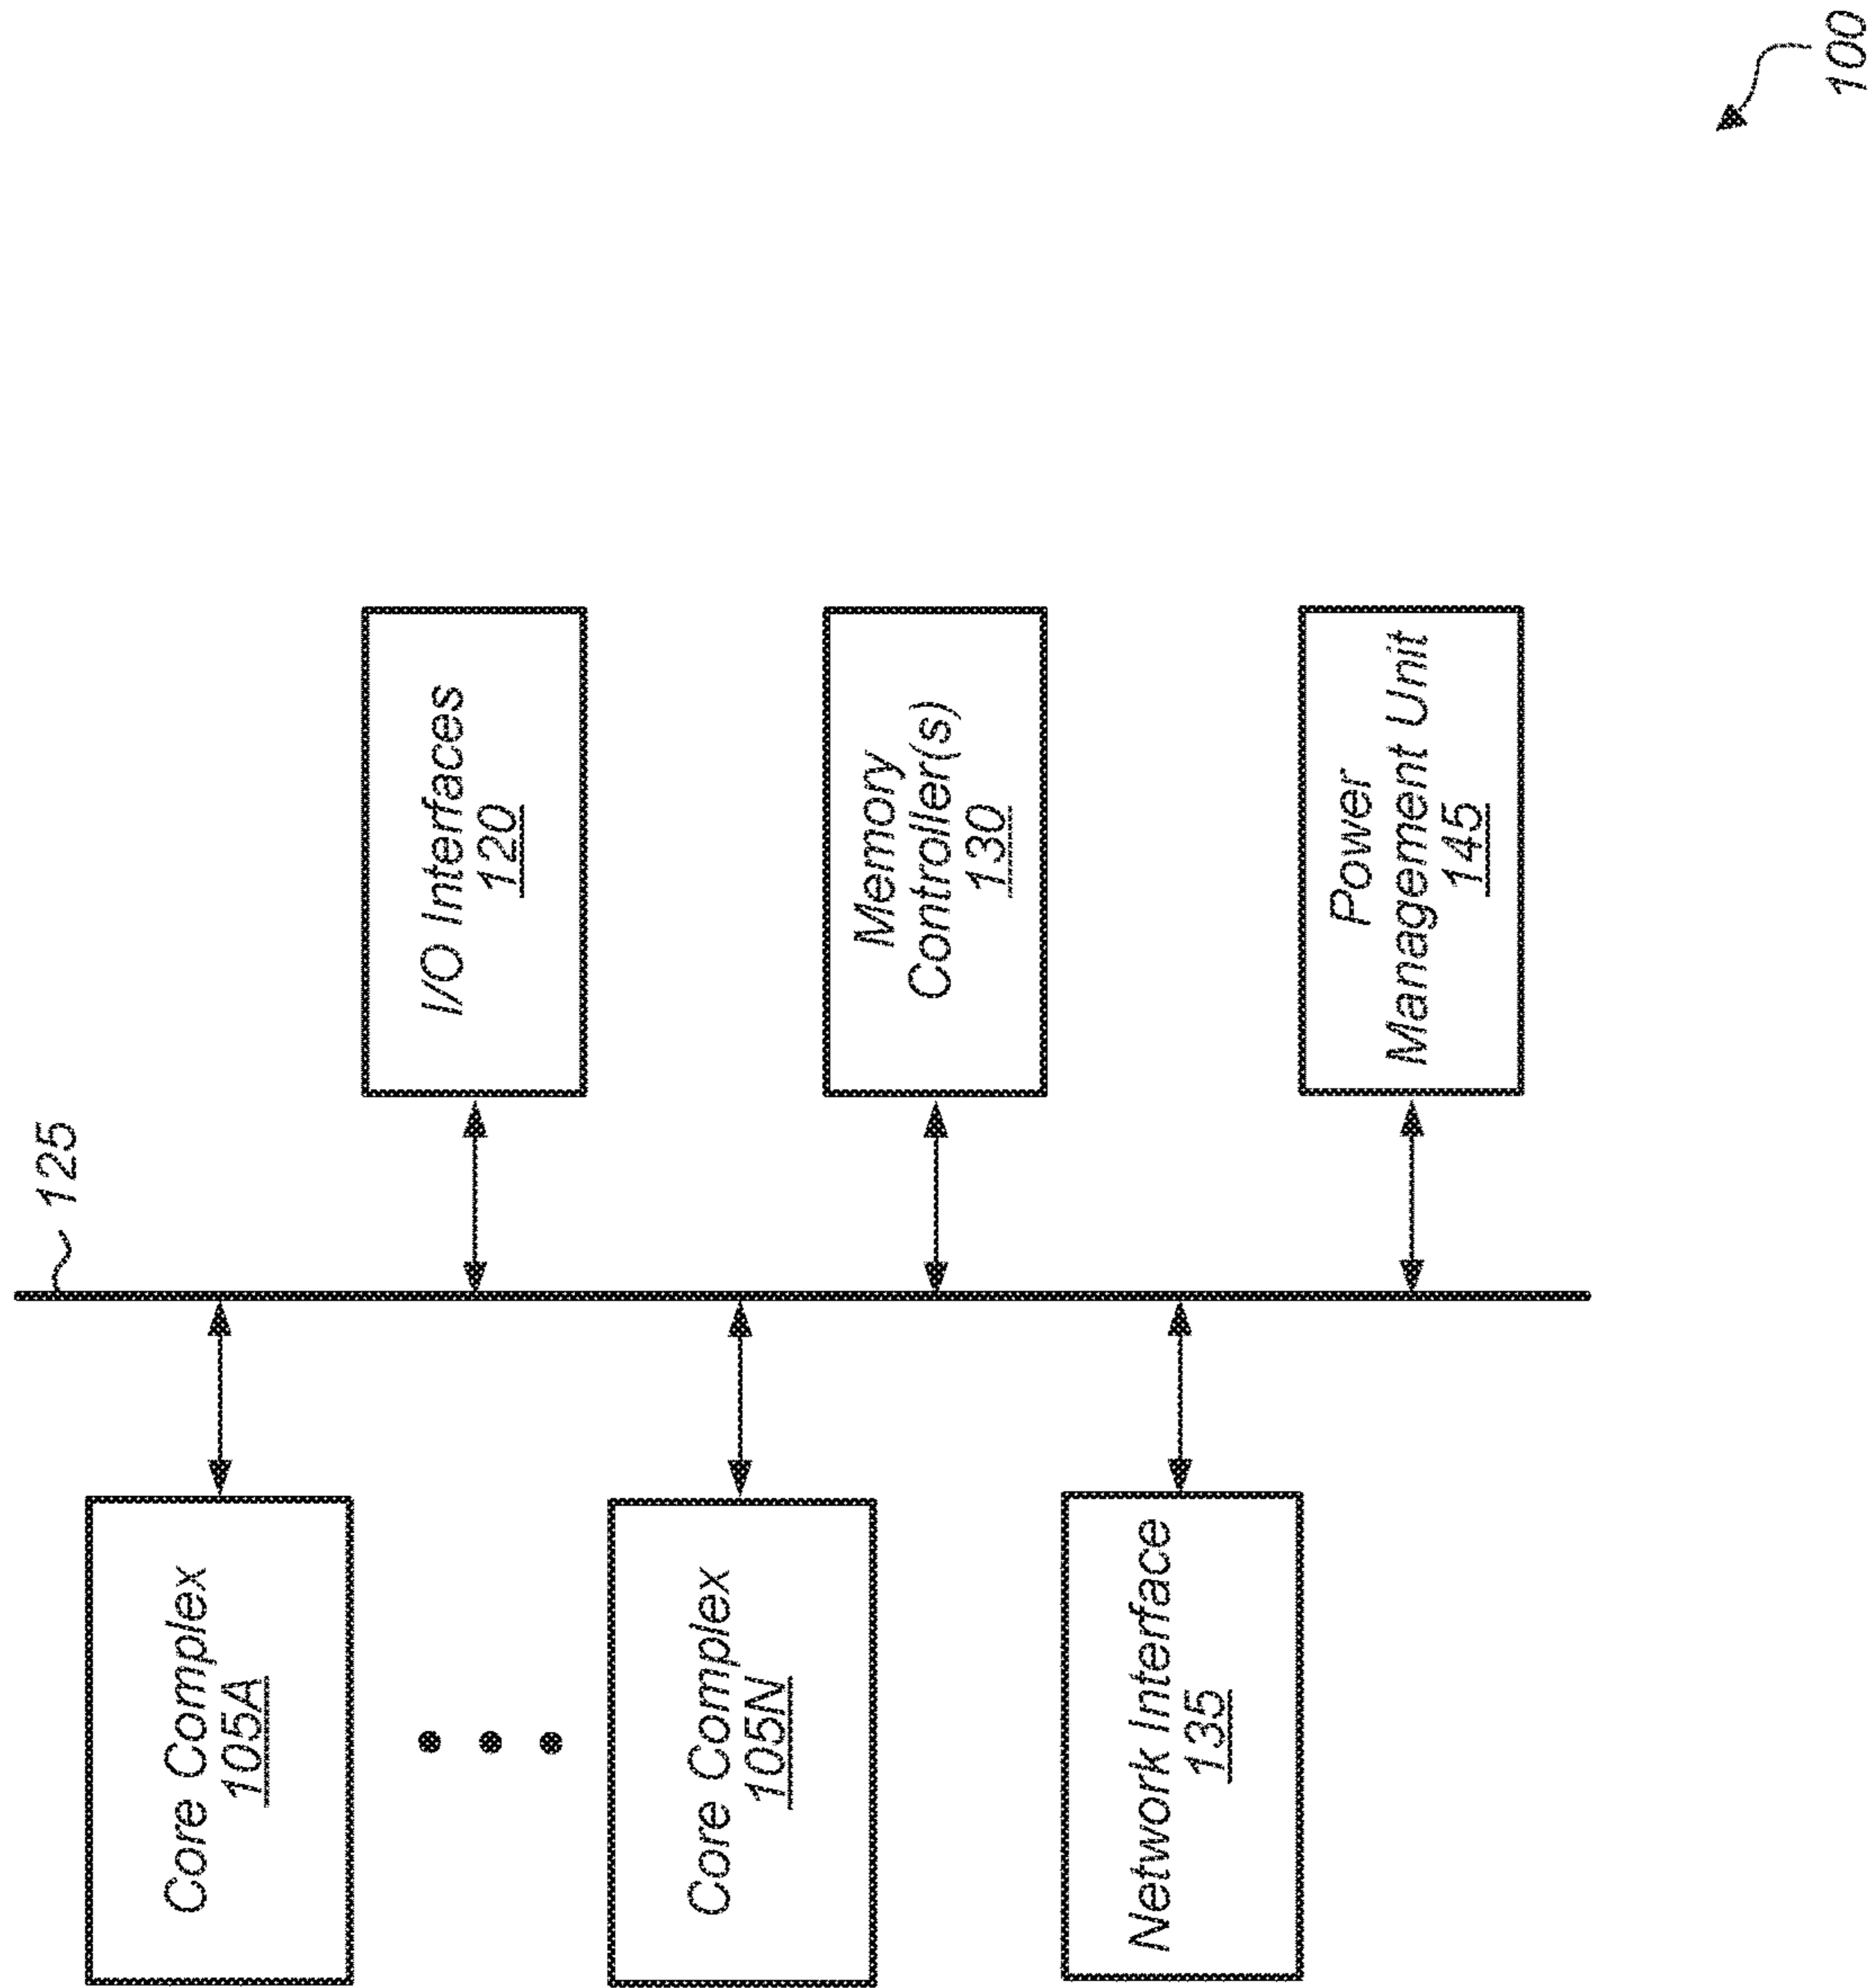 100
125
Core Complex
105A
Core Complex
105N
Network Interface
135
I/O Interfaces
120
Memory
Controller(s)
130
Power
Management Unit
145